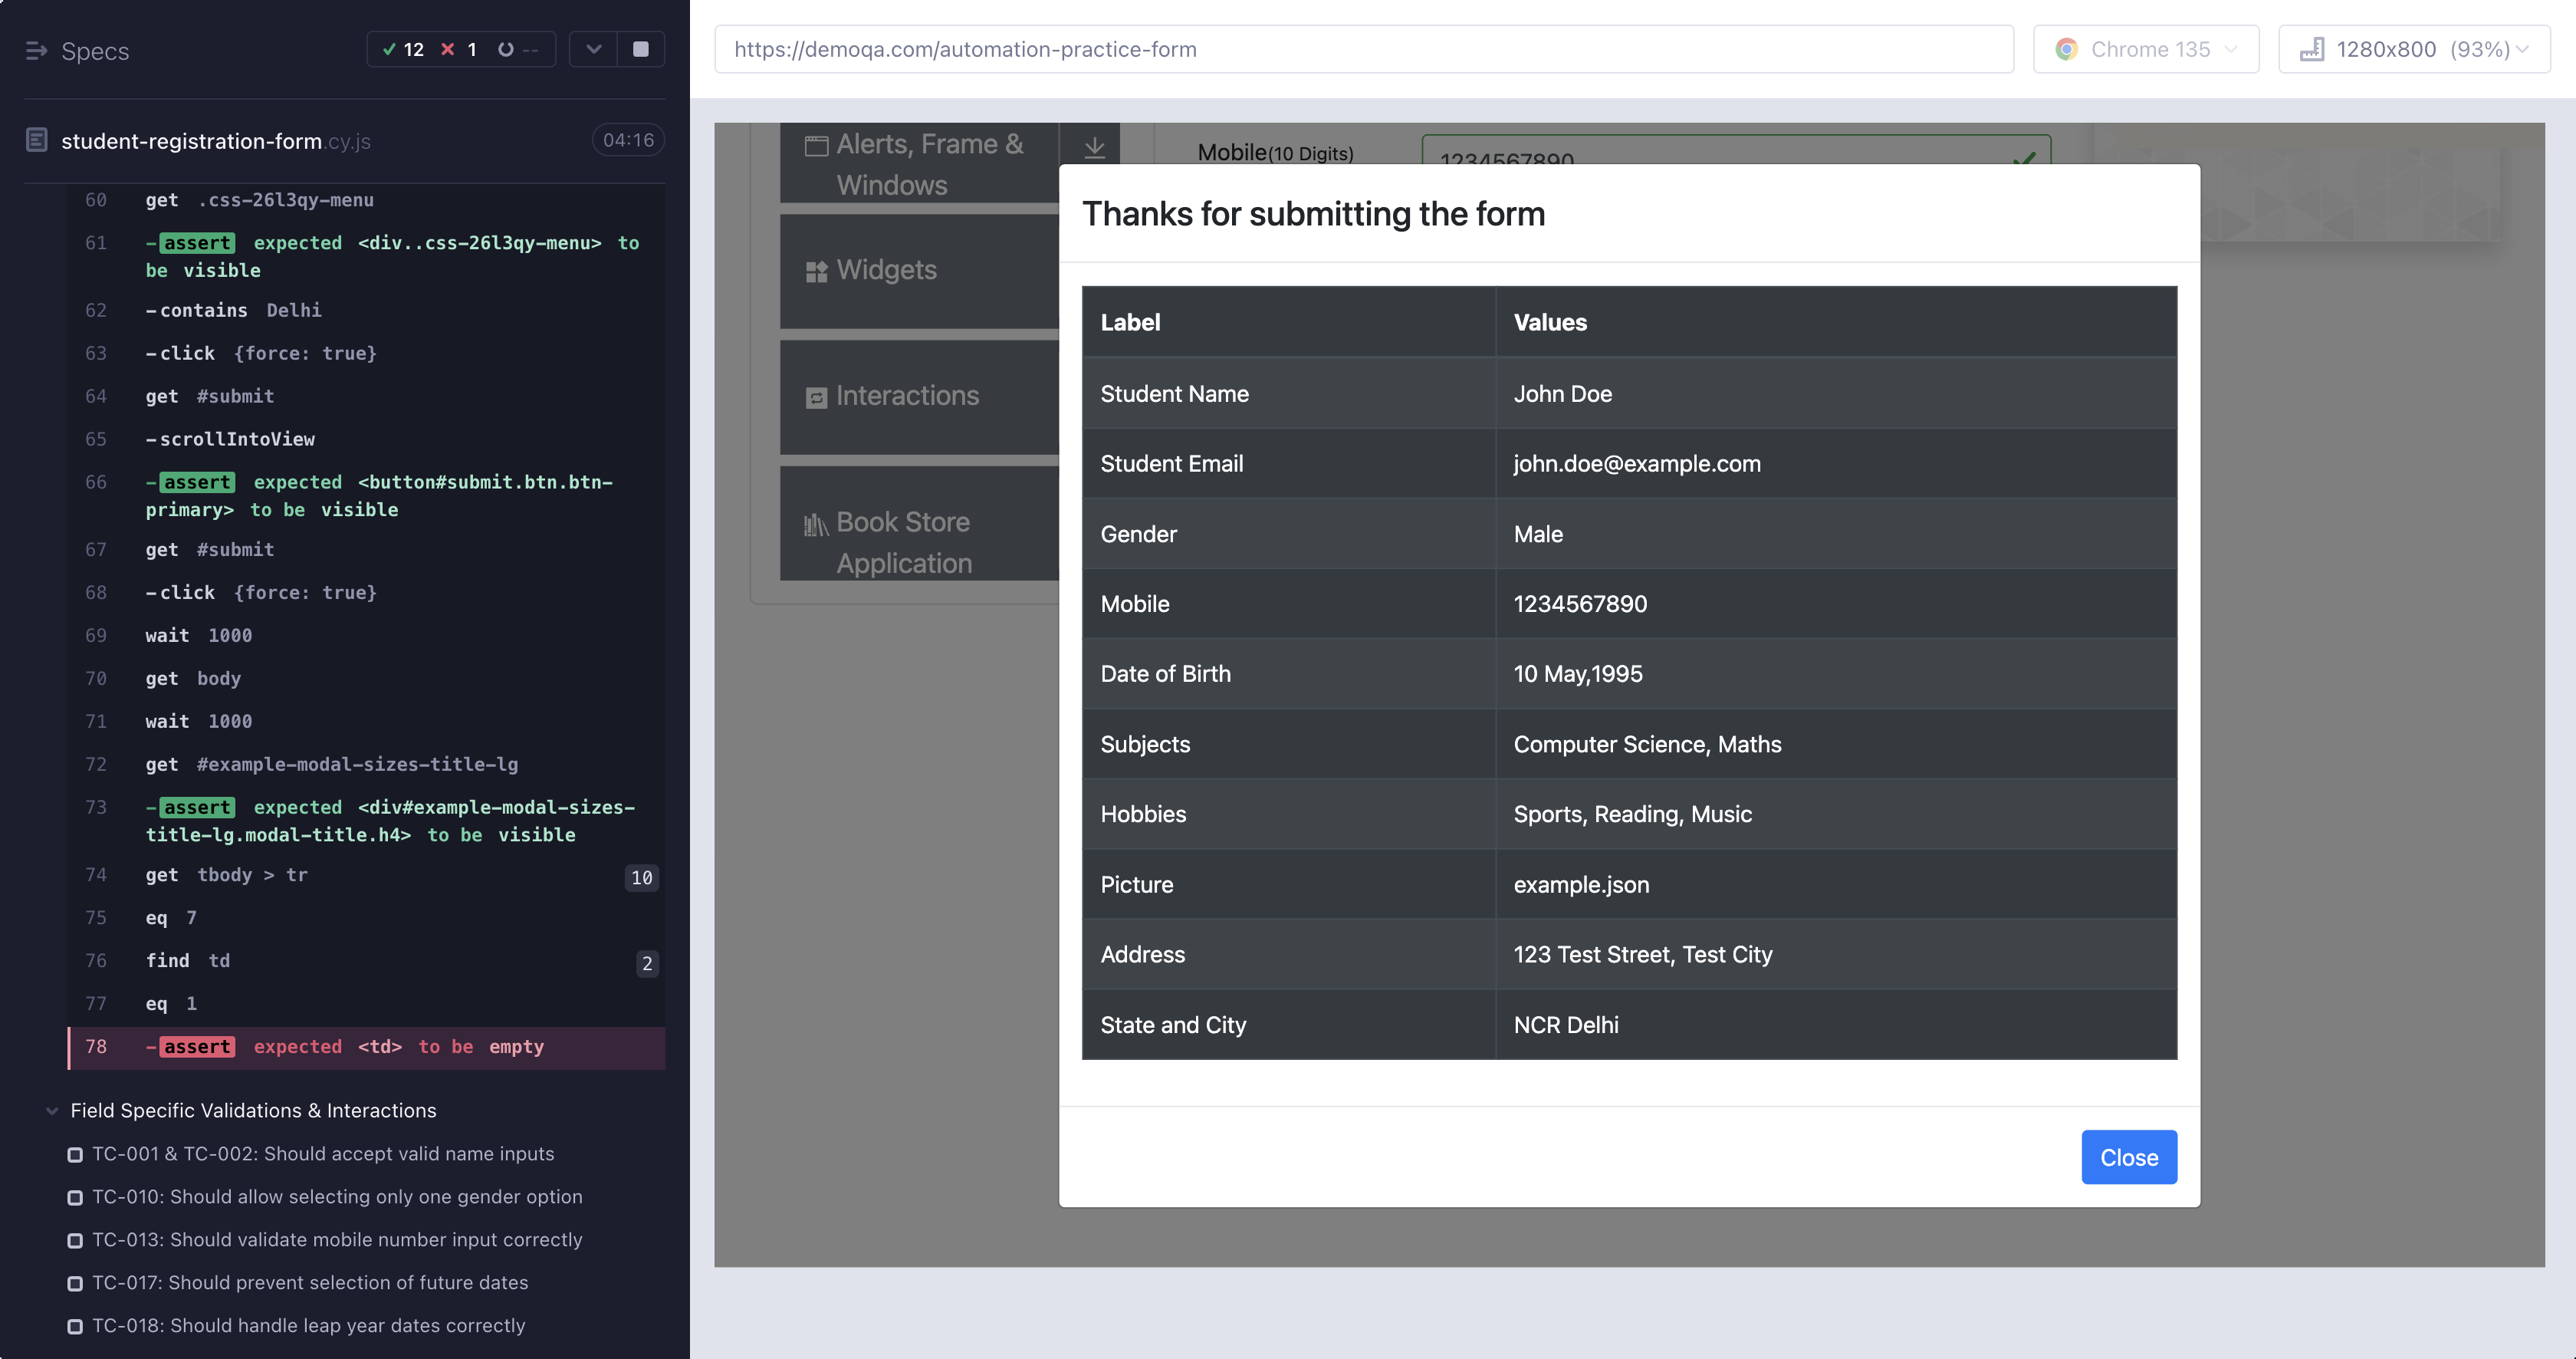 Specs
12 1 --
student-registration-form.cy.js
04:16
60 get .css-26l3qy-menu
61 -assert expected <div..css-26l3qy-menu> to
be visible
62 -contains Delhi
63 -click {force: true}
64 get #submit
65 -scrollIntoView
66 -assert expected <button#submit.btn.btn-
primary> to be visible
67 get #submit
68 -click {force: true}
69 wait 1000
70 get body
71 wait 1000
72 get #example-modal-sizes-title-lg
73 -assert expected <div#example-modal-sizes-
title-lg.modal-title.h4> to be visible
74 get tbody > tr 10
75 eq 7
76 find td 2
77 eq 1
78 -assert expected <td> to be empty
Field Specific Validations & Interactions
TC-001 & TC-002: Should accept valid name inputs
TC-010: Should allow selecting only one gender option
TC-013: Should validate mobile number input correctly
TC-017: Should prevent selection of future dates
TC-018: Should handle leap year dates correctly
https://demoqa.com/automation-practice-form
Chrome 135
1280x800 (93%)
Alerts, Frame &
Windows
Widgets
Interactions
Book Store
Application
Mobile(10 Digits)
1234567890
Thanks for submitting the form
Label Values
Student Name John Doe
Student Email john.doe@example.com
Gender Male
Mobile 1234567890
Date of Birth 10 May,1995
Subjects Computer Science, Maths
Hobbies Sports, Reading, Music
Picture example.json
Address 123 Test Street, Test City
State and City NCR Delhi
Close